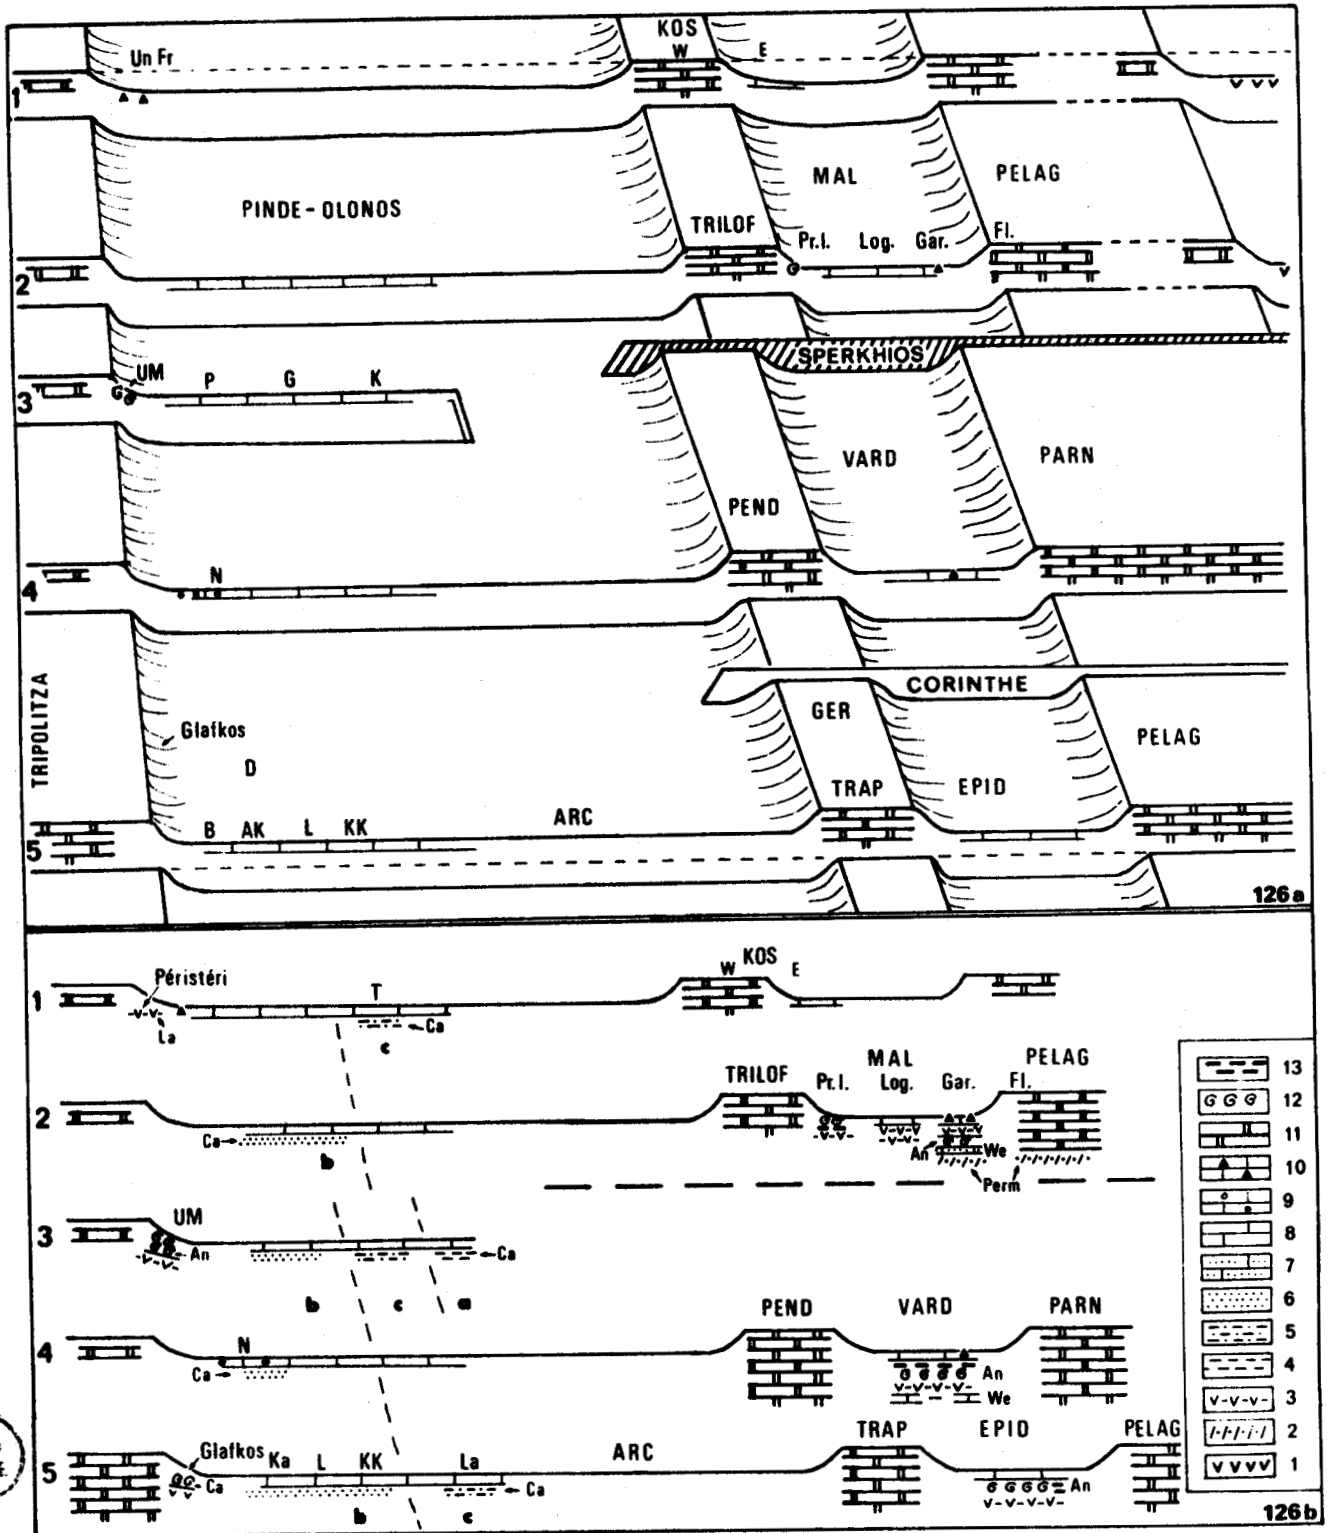 KOS
Un Fr
W
E
1
PINDE-OLONOS
TRILOF
MAL
PELAG
Pr.I.
Log.
Gar.
Fl.
2
SPERKHIOS
UM
P
G
K
3
VARD
PARN
PEND
N
4
TRIPOLITZA
CORINTHE
GER
PELAG
Glafkos
D
TRAP
EPID
B
AK
L
KK
ARC
5
126a
KOS
W
E
Péristéri
T
1
La
Ca
c
TRILOF
MAL
PELAG
Pr.I.
Log.
Gar.
Fl.
2
Ca
b
An
We
Perm
UM
3
An
Ca
b
c
a
PEND
VARD
PARN
N
4
Ca
An
We
TRAP
EPID
PELAG
Glafkos
Ka
L
KK
La
ARC
5
Ca
Ca
An
b
c
13
12
11
10
9
8
7
6
5
4
3
2
1
126b